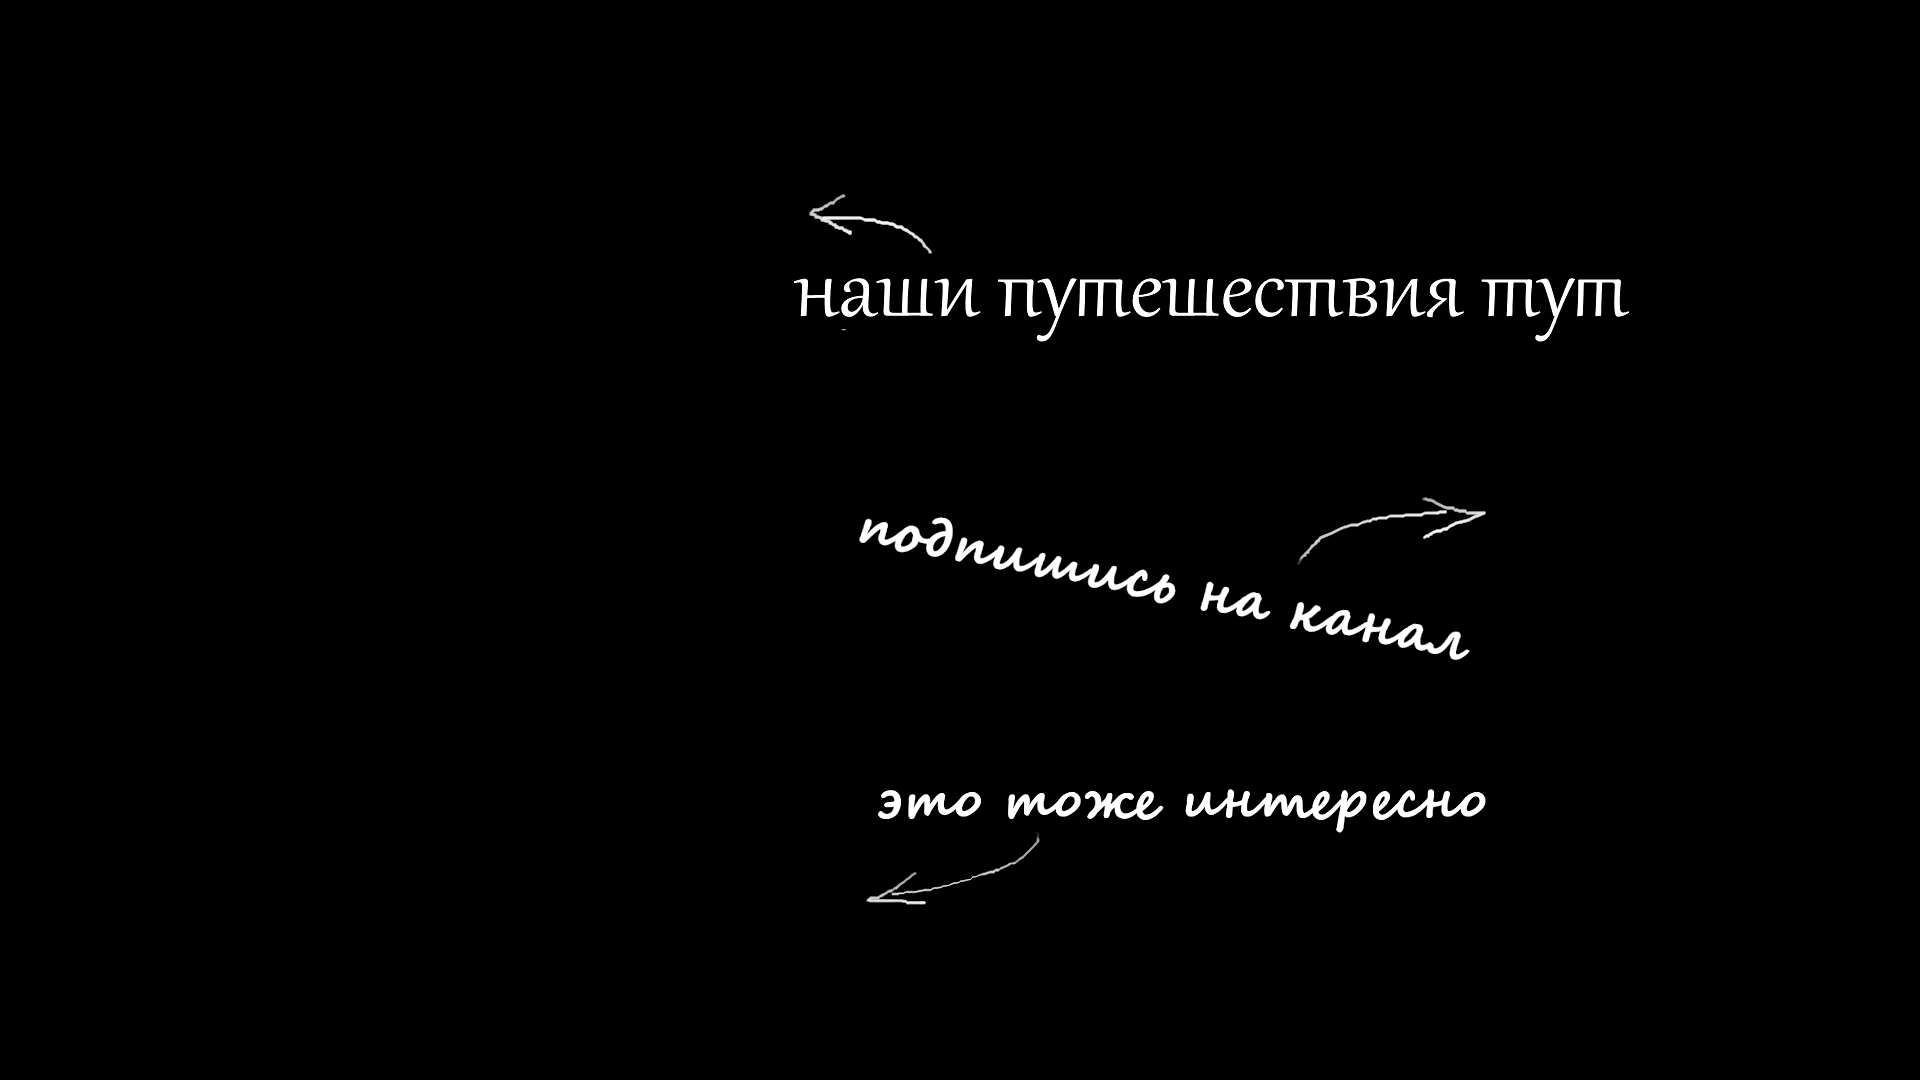 наши путешествия тут
подпишись на канал
это тоже интересно